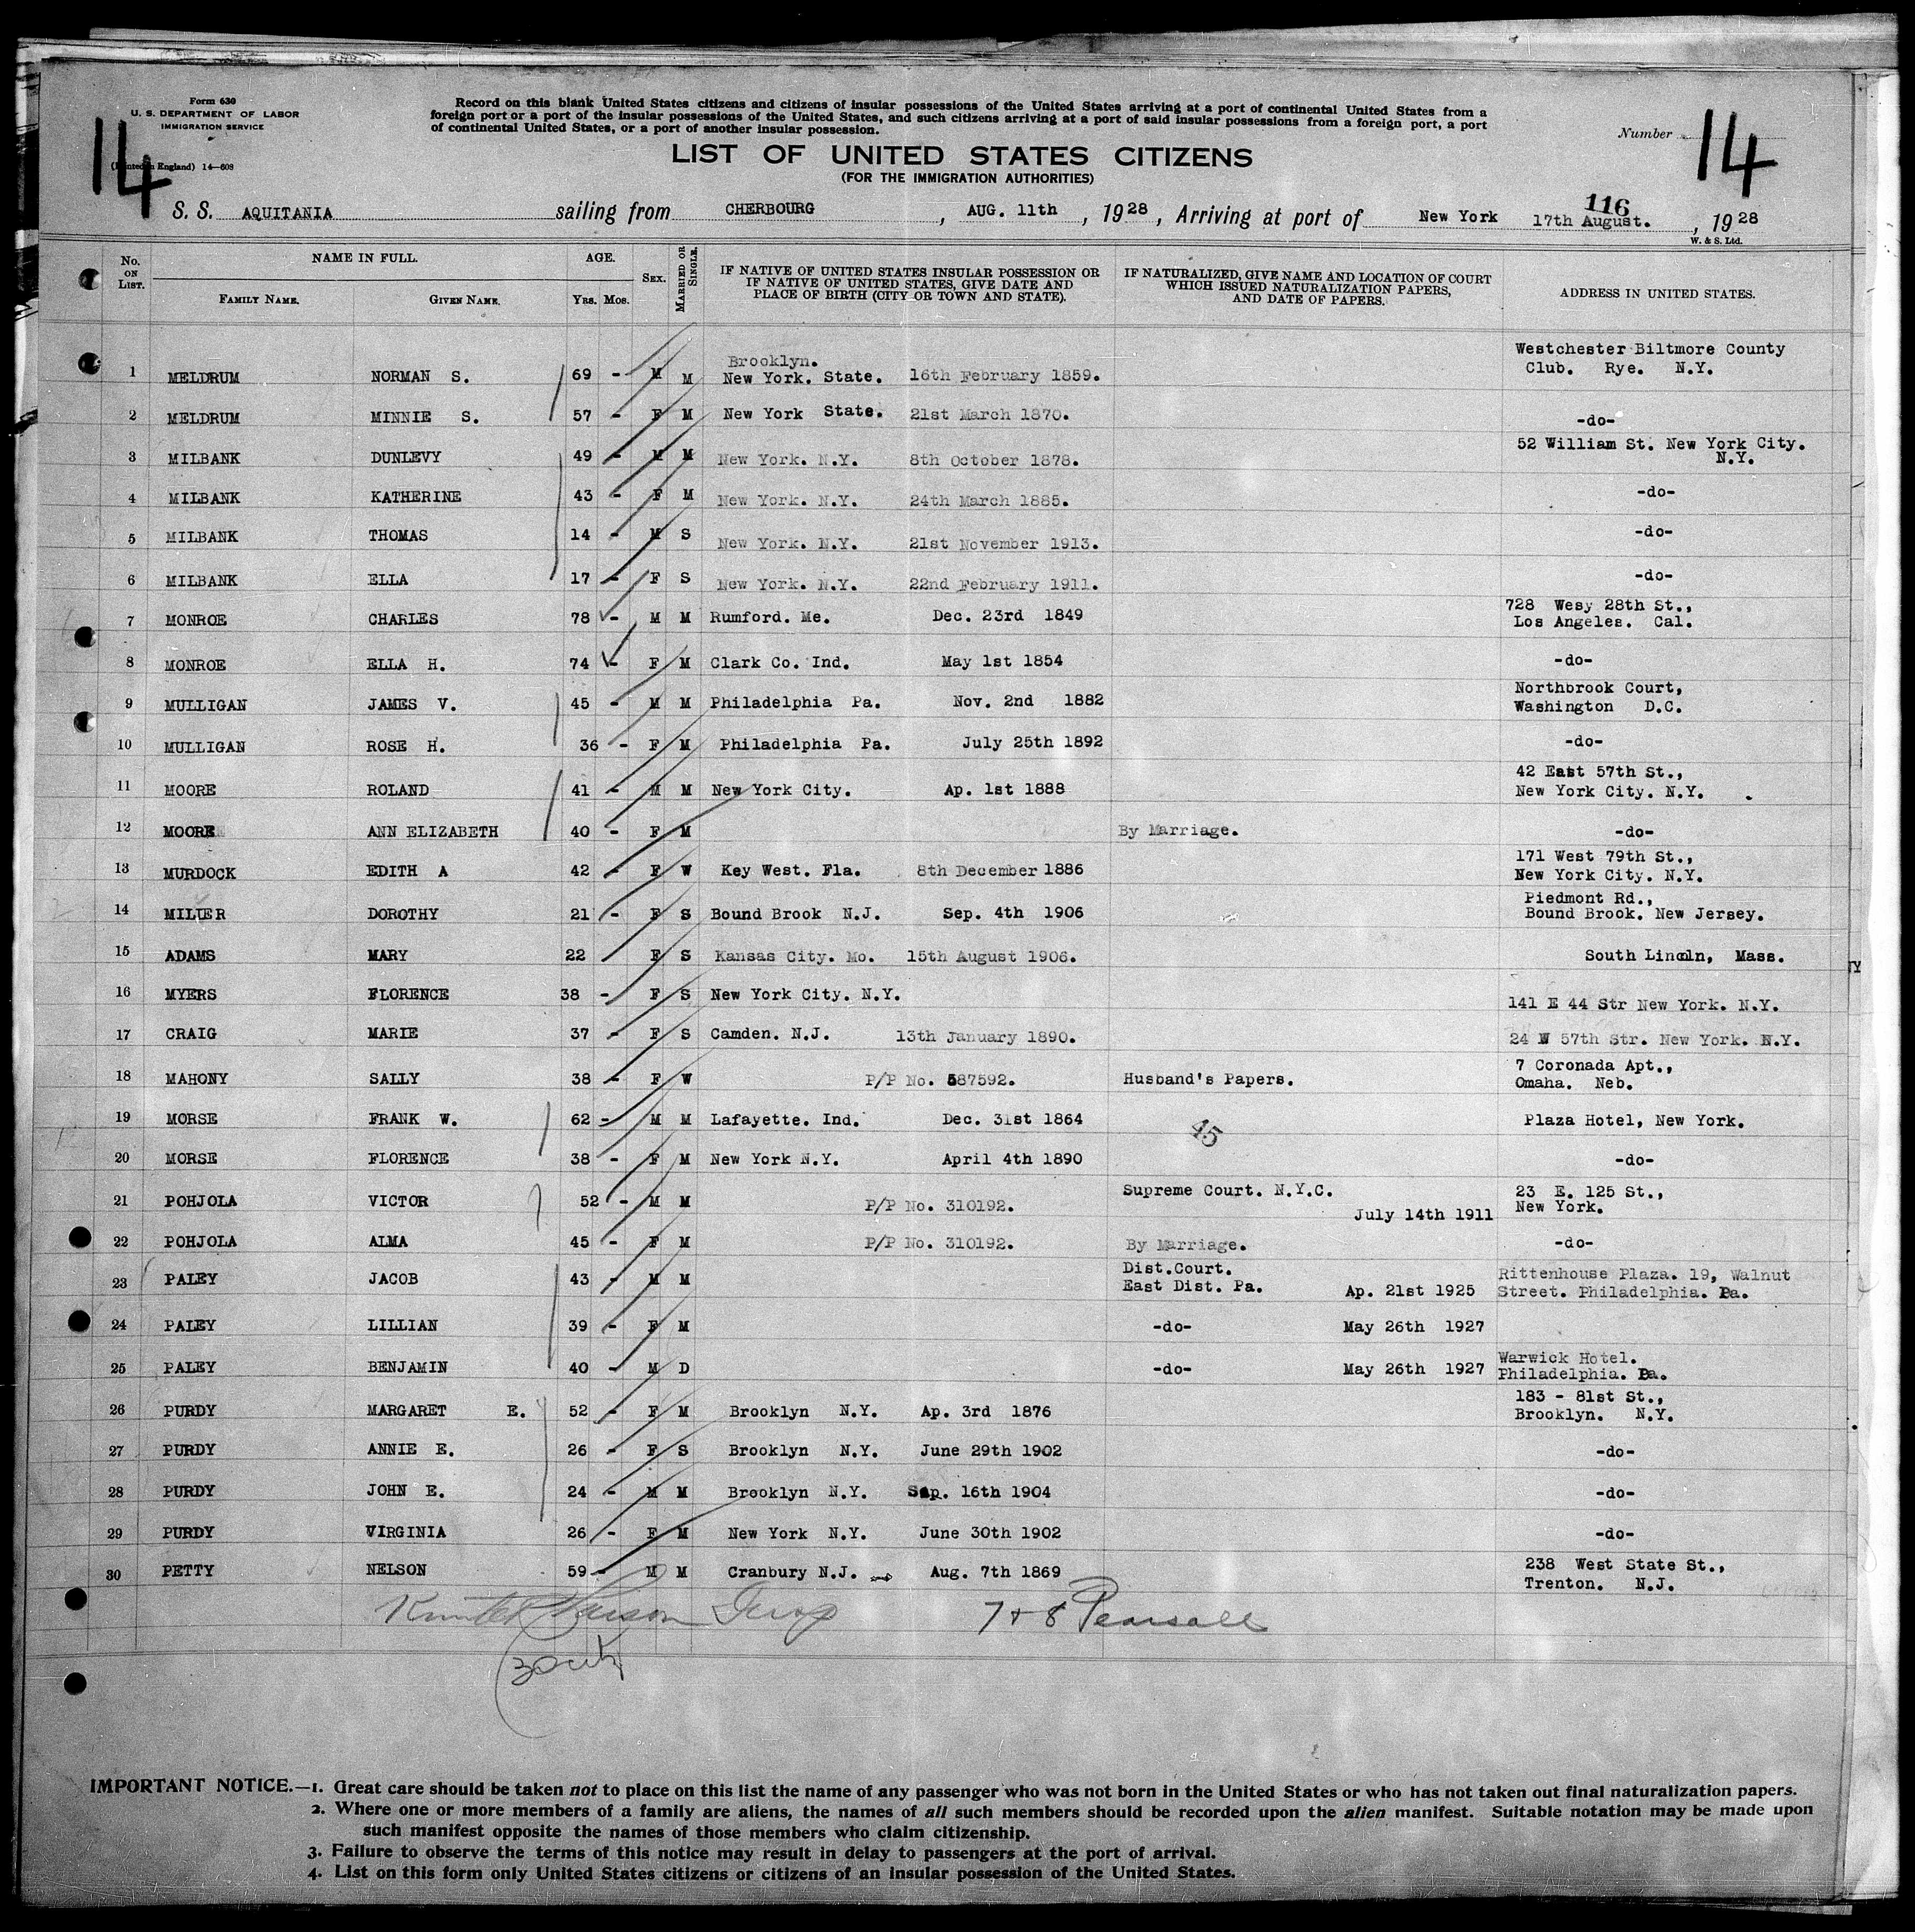 Form 630
U. S. DEPARTMENT OF LABOR
IMMIGRATION SERVICE
England) 14—608
14
Record on this blank United States citizens and citizens of insular possessions of the United States arriving at a port of continental United States from a
foreign port or a port of the insular possessions of the United States, and such citizens arriving at a port of said insular possessions from a foreign port, a port
of continental United States, or a port of another insular possession.
Number 14
LIST OF UNITED STATES CITIZENS
(FOR THE IMMIGRATION AUTHORITIES)
116
S. S. AQUITANIA sailing from CHERBOURG, AUG. 11th, 1928, Arriving at port of New York 17th August., 1928
W. & S. Ltd.
No. ON LIST. NAME IN FULL. AGE. SEX. MARRIED OR SINGLE. IF NATIVE OF UNITED STATES INSULAR POSSESSION OR IF NATIVE OF UNITED STATES, GIVE DATE AND PLACE OF BIRTH (CITY OR TOWN AND STATE). IF NATURALIZED, GIVE NAME AND LOCATION OF COURT WHICH ISSUED NATURALIZATION PAPERS, AND DATE OF PAPERS. ADDRESS IN UNITED STATES.
FAMILY NAME. GIVEN NAME. Yrs. Mos.
1 MELDRUM NORMAN S. 69 - M M Brooklyn. New York. State. 16th February 1859. Westchester Biltmore County Club. Rye. N.Y.
2 MELDRUM MINNIE S. 57 - F M New York State. 21st March 1870. -do-
3 MILBANK DUNLEVY 49 - M M New York. N.Y. 8th October 1878. 52 William St. New York City. N.Y.
4 MILBANK KATHERINE 43 - F M New York. N.Y. 24th March 1885. -do-
5 MILBANK THOMAS 14 - M S New York. N.Y. 21st November 1913. -do-
6 MILBANK ELLA 17 - F S New York. N.Y. 22nd February 1911. -do-
7 MONROE CHARLES 78 - M M Rumford. Me. Dec. 23rd 1849 728 Wesy 28th St., Los Angeles. Cal.
8 MONROE ELLA H. 74 - F M Clark Co. Ind. May 1st 1854 -do-
9 MULLIGAN JAMES V. 45 - M M Philadelphia Pa. Nov. 2nd 1882 Northbrook Court, Washington D.C.
10 MULLIGAN ROSE H. 36 - F M Philadelphia Pa. July 25th 1892 -do-
11 MOORE ROLAND 41 - M M New York City. Ap. 1st 1888 42 East 57th St., New York City. N.Y.
12 MOORE ANN ELIZABETH 40 - F M By Marriage. -do-
13 MURDOCK EDITH A 42 - F W Key West. Fla. 8th December 1886 171 West 79th St., New York City. N.Y.
14 MILLER DOROTHY 21 - F S Bound Brook N.J. Sep. 4th 1906 Piedmont Rd., Bound Brook. New Jersey.
15 ADAMS MARY 22 F S Kansas City. Mo. 15th August 1906. South Lincoln, Mass.
16 MYERS FLORENCE 38 - F S New York City. N.Y. 141 E 44 Str New York. N.Y.
17 CRAIG MARIE 37 - F S Camden. N.J. 13th January 1890. 24 W 57th Str. New York. N.Y.
18 MAHONY SALLY 38 - F W P/P No. 587592. Husband's Papers. 7 Coronada Apt., Omaha. Neb.
19 MORSE FRANK W. 62 - M M Lafayette. Ind. Dec. 31st 1864 Plaza Hotel, New York.
45
20 MORSE FLORENCE 38 - F M New York N.Y. April 4th 1890 -do-
21 POHJOLA VICTOR 52 - M M P/P No. 310192. Supreme Court. N.Y.C. July 14th 1911 23 E. 125 St., New York.
22 POHJOLA ALMA 45 - F M P/P No. 310192. By Marriage. -do-
23 PALEY JACOB 43 - M M Dist.Court. East Dist. Pa. Ap. 21st 1925 Rittenhouse Plaza. 19, Walnut Street. Philadelphia. Pa.
24 PALEY LILLIAN 39 - F M -do- May 26th 1927
25 PALEY BENJAMIN 40 - M D -do- May 26th 1927 Warwick Hotel. Philadelphia. Pa.
26 PURDY MARGARET E. 52 - F M Brooklyn N.Y. Ap. 3rd 1876 183 - 81st St., Brooklyn. N.Y.
27 PURDY ANNIE E. 26 - F S Brooklyn N.Y. June 29th 1902 -do-
28 PURDY JOHN E. 24 - M M Brooklyn N.Y. Sep. 16th 1904 -do-
29 PURDY VIRGINIA 26 - F M New York N.Y. June 30th 1902 -do-
30 PETTY NELSON 59 - M M Cranbury N.J. Aug. 7th 1869 238 West State St., Trenton. N.J.
7 + 8 Pearsall
IMPORTANT NOTICE.—1. Great care should be taken not to place on this list the name of any passenger who was not born in the United States or who has not taken out final naturalization papers.
2. Where one or more members of a family are aliens, the names of all such members should be recorded upon the alien manifest. Suitable notation may be made upon
such manifest opposite the names of those members who claim citizenship.
3. Failure to observe the terms of this notice may result in delay to passengers at the port of arrival.
4. List on this form only United States citizens or citizens of an insular possession of the United States.